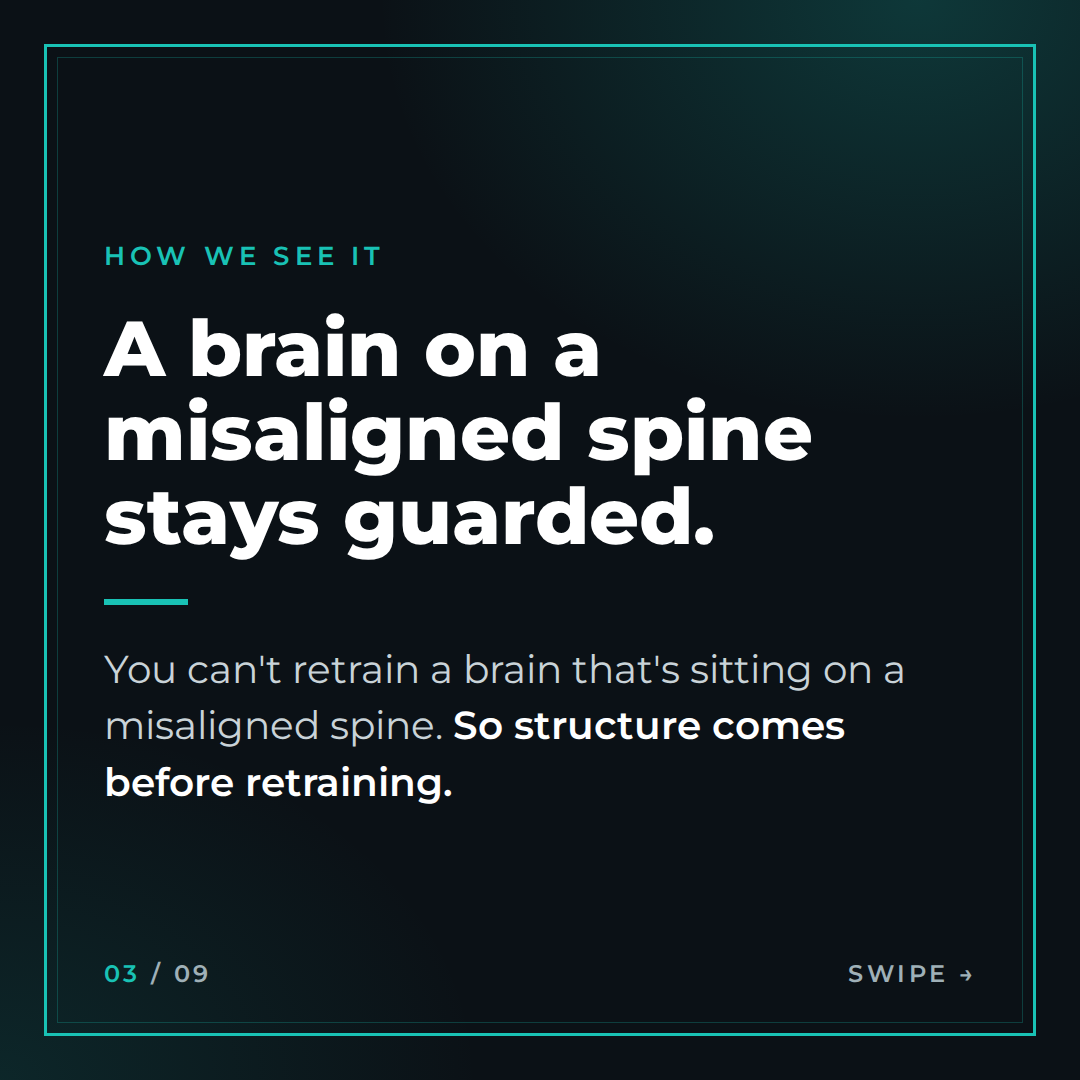 HOW WE SEE IT
A brain on a
misaligned spine
stays guarded.
You can't retrain a brain that's sitting on a
misaligned spine. So structure comes
before retraining.
03 / 09
SWIPE →